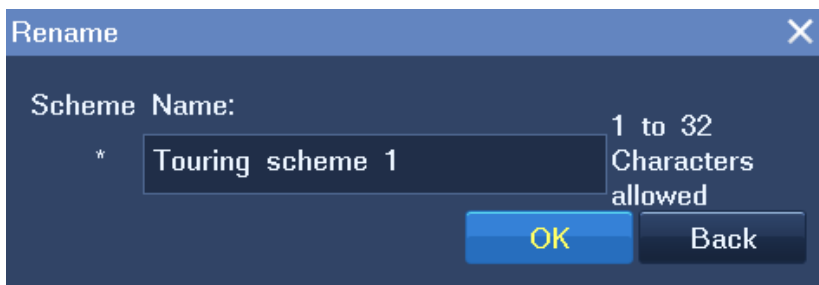 Rename
Scheme Name:
* Touring scheme 1
1 to 32
Characters
allowed
OK Back